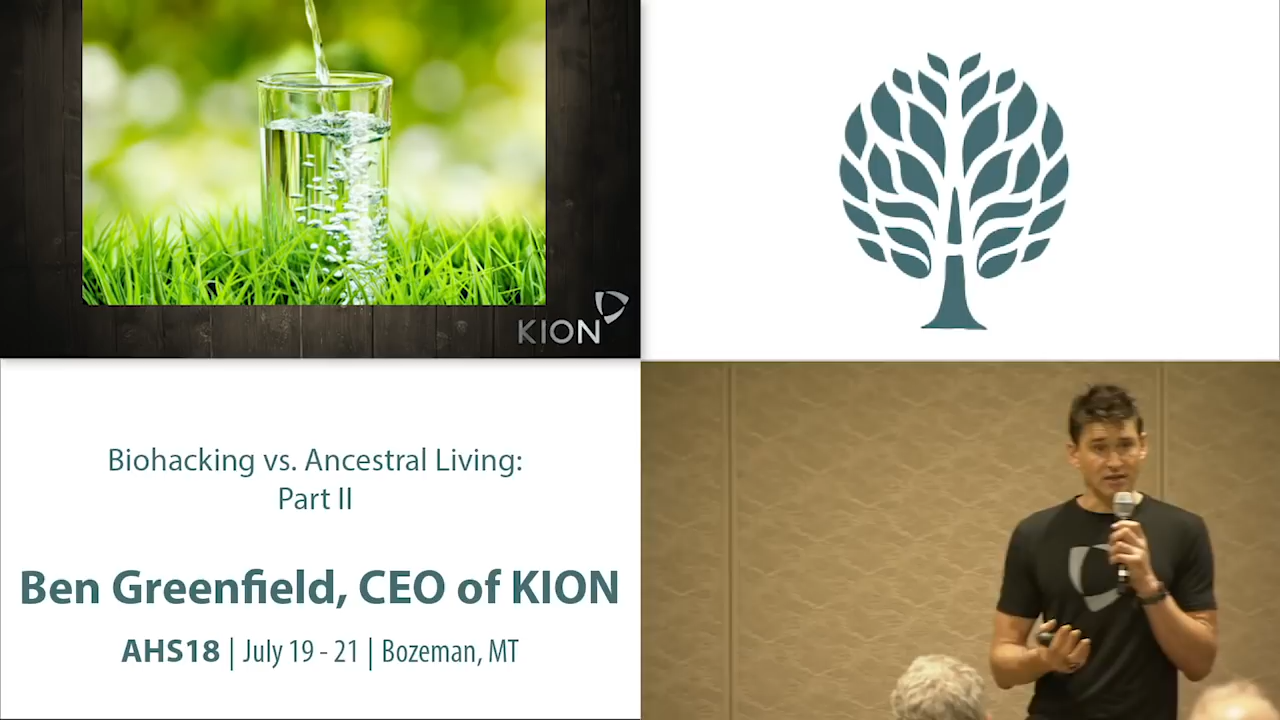 KION
Biohacking vs. Ancestral Living:
Part II
Ben Greenfield, CEO of KION
AHS18 | July 19 - 21 | Bozeman, MT